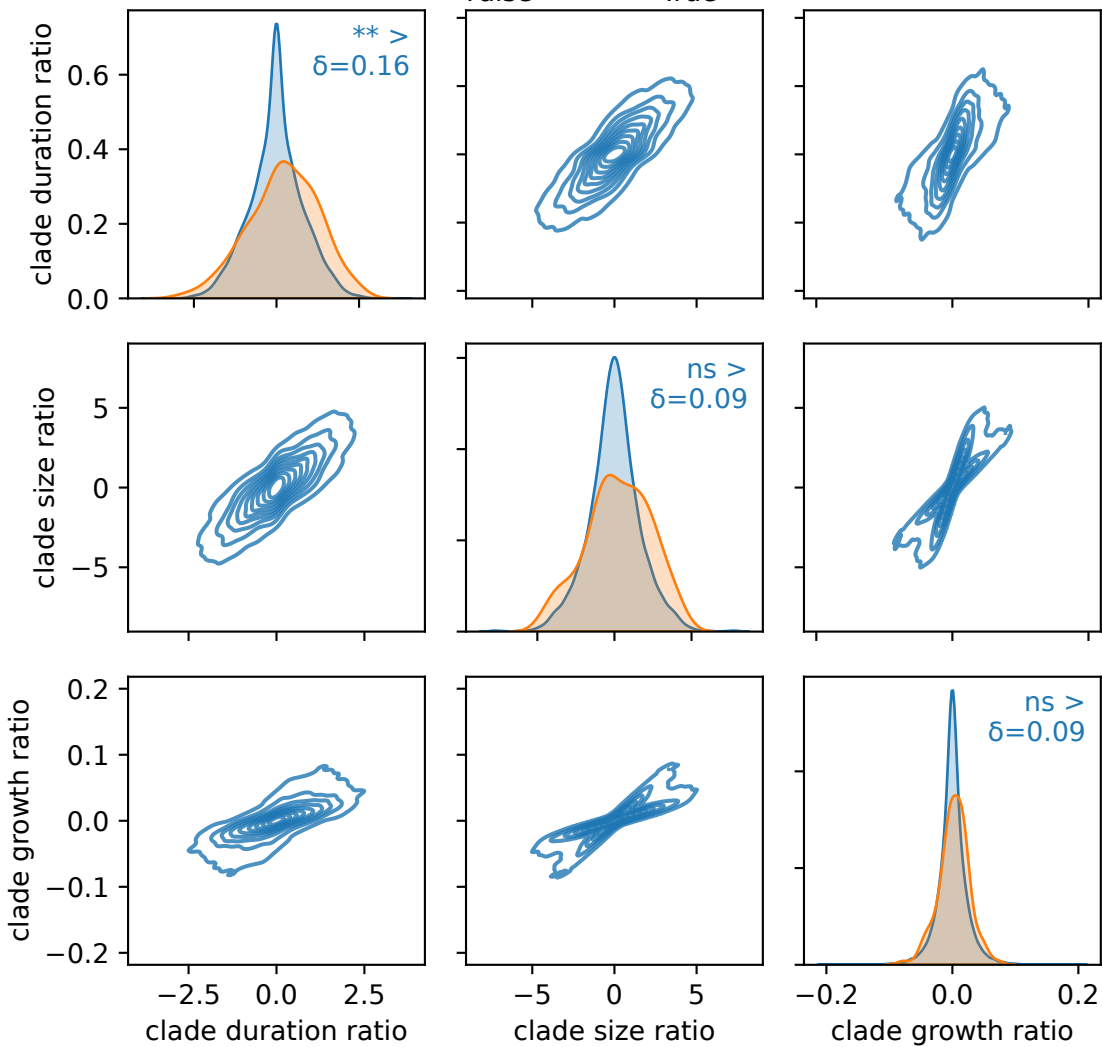 clade duration ratio
0.6
0.4
0.2
0.0
** >
δ=0.16
clade size ratio
5
0
−5
ns >
δ=0.09
clade growth ratio
0.2
0.1
0.0
−0.1
−0.2
ns >
δ=0.09
−2.5 0.0 2.5
clade duration ratio
−5 0 5
clade size ratio
−0.2 0.0 0.2
clade growth ratio